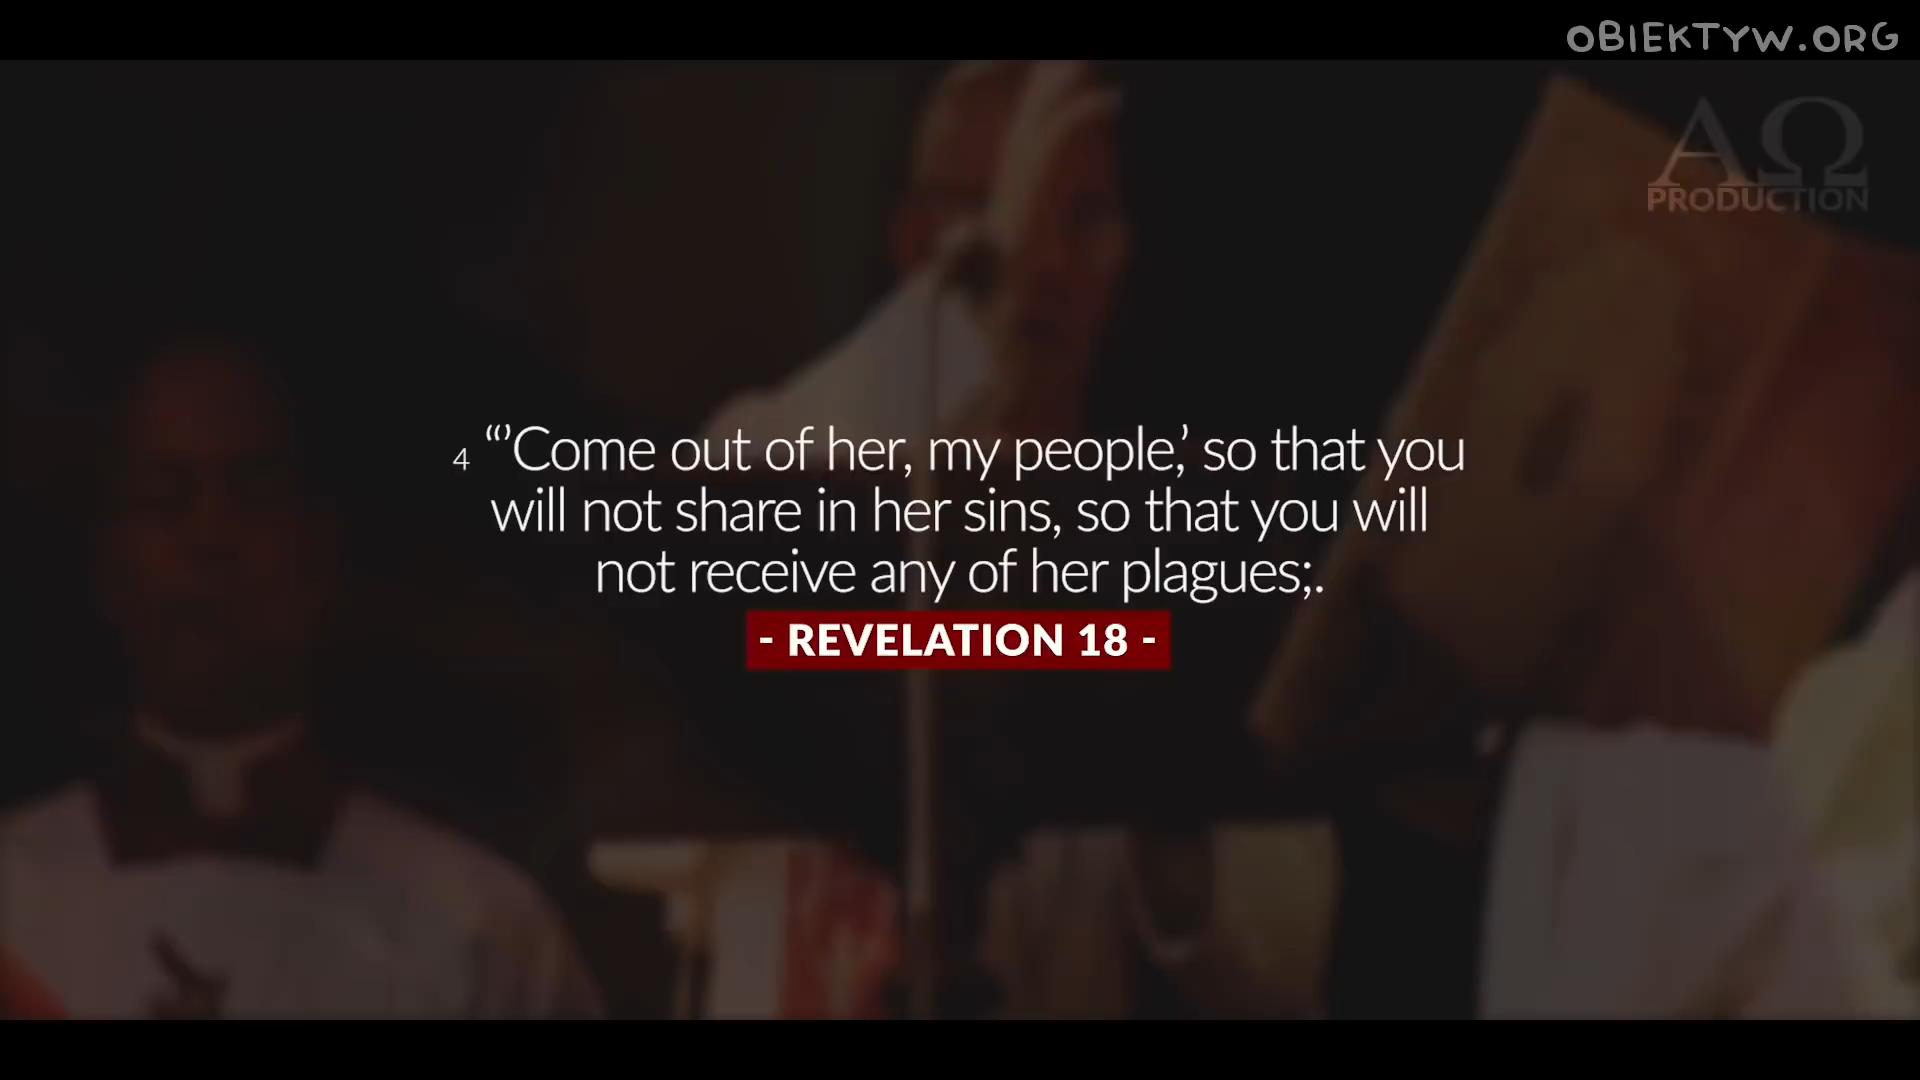 OBIEKTYW.ORG
ΑΩ
PRODUCTION
4 “‘Come out of her, my people,’ so that you
will not share in her sins, so that you will
not receive any of her plagues;.
- REVELATION 18 -